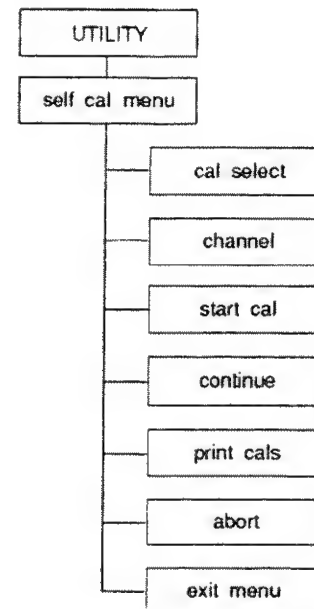 UTILITY
self cal menu
cal select
channel
start cal
continue
print cals
abort
exit menu